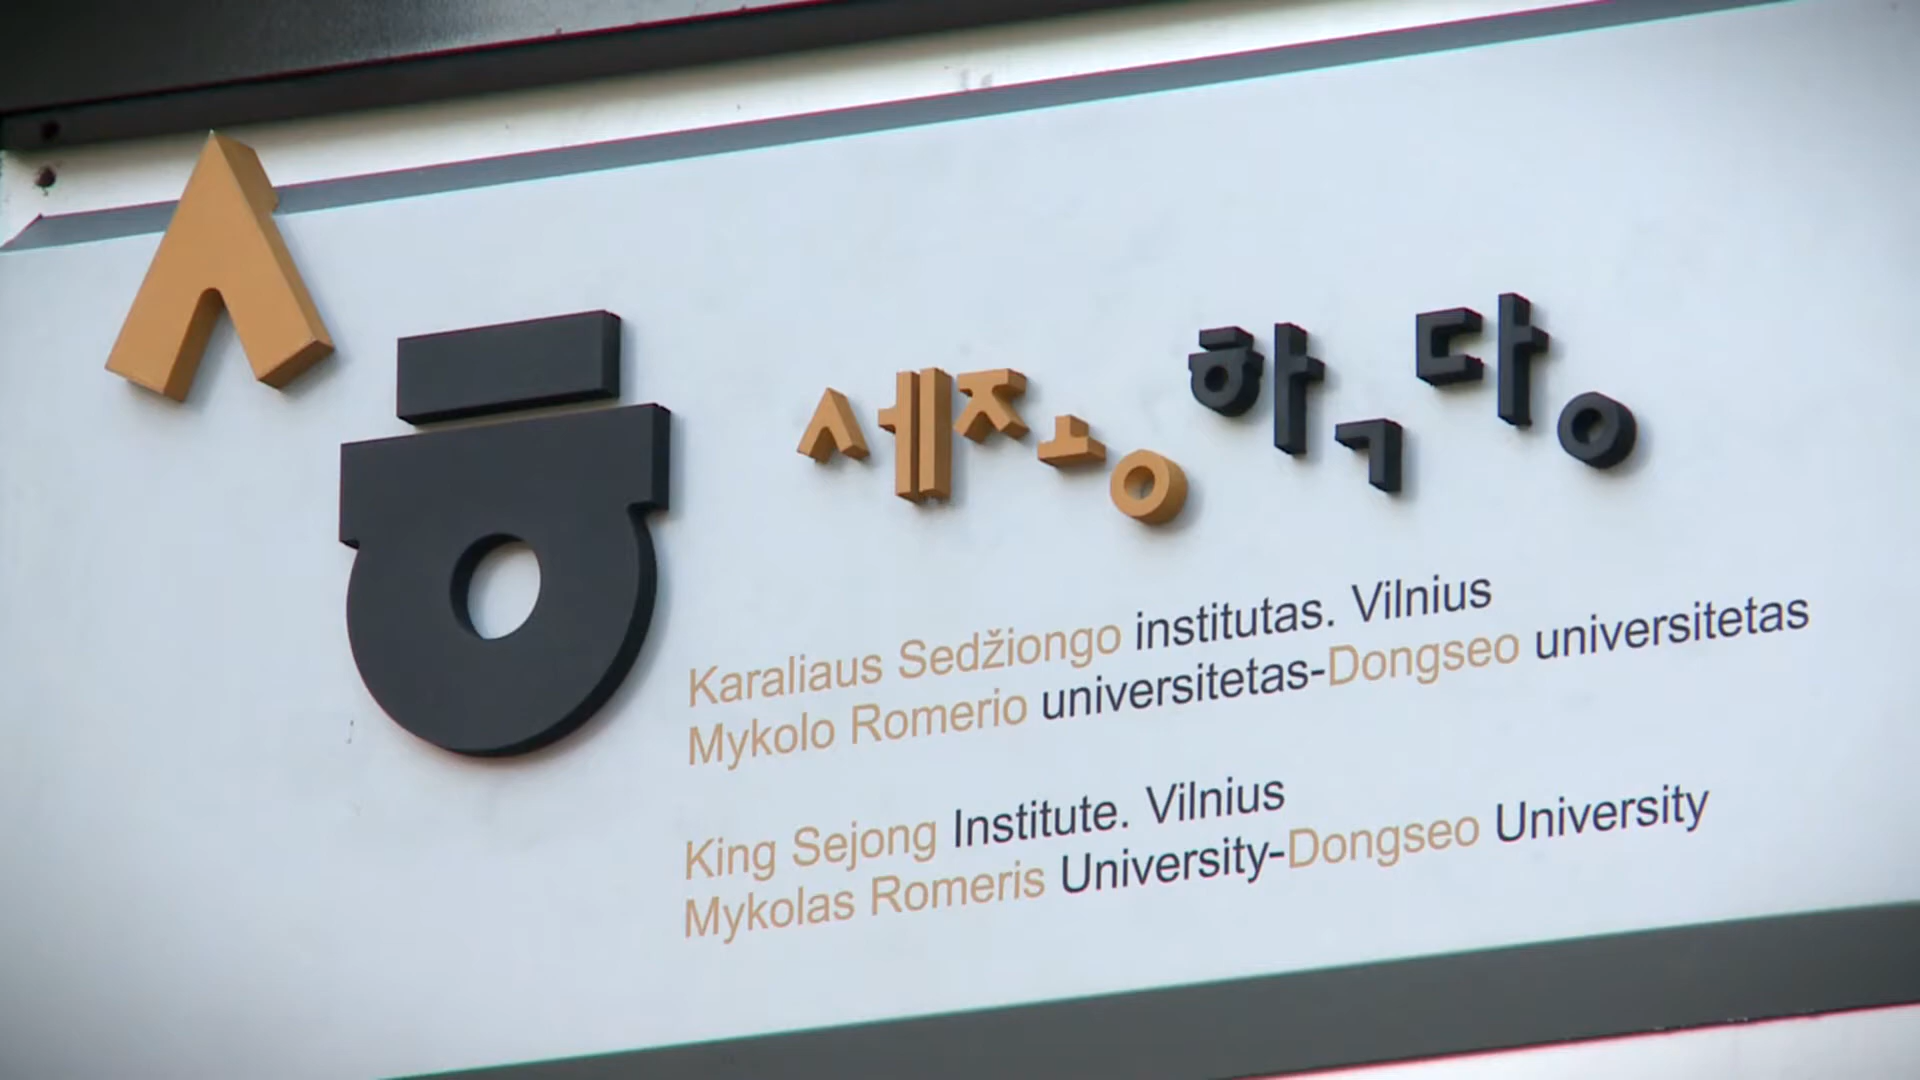 ㅅㅎ
세종학당
Karaliaus Sedžiongo institutas. Vilnius
Mykolo Romerio universitetas-Dongseo universitetas
King Sejong Institute. Vilnius
Mykolas Romeris University-Dongseo University